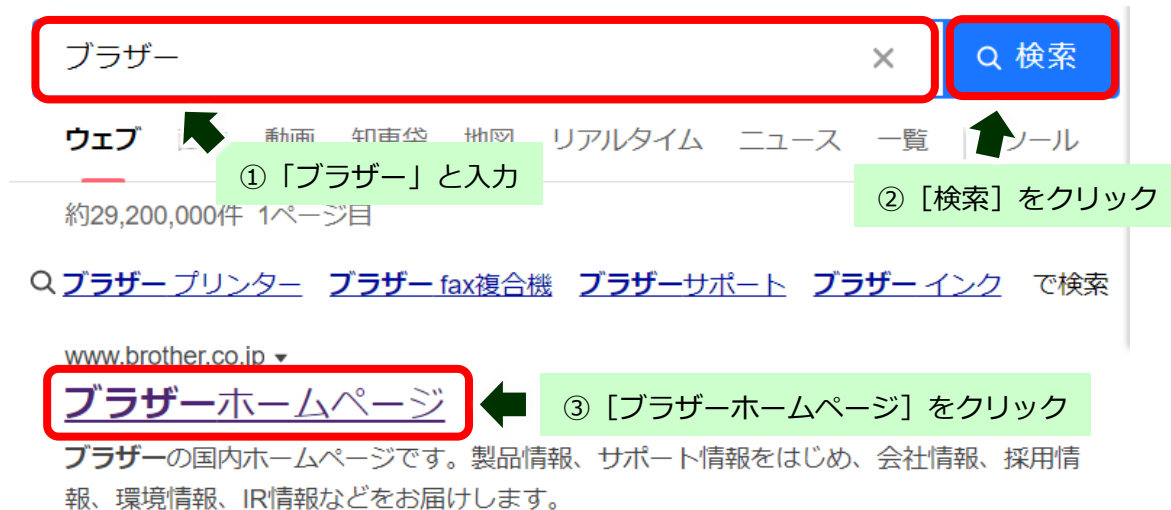 ブラザー × 検索
ウェブ 動画 知恵袋 地図 リアルタイム ニュース 一覧 ツール
①「ブラザー」と入力
②［検索］をクリック
約29,200,000件 1ページ目
ブラザー プリンター ブラザー fax複合機 ブラザーサポート ブラザー インク で検索
www.brother.co.jp
ブラザーホームページ
③［ブラザーホームページ］をクリック
ブラザーの国内ホームページです。製品情報、サポート情報をはじめ、会社情報、採用情
報、環境情報、IR情報などをお届けします。